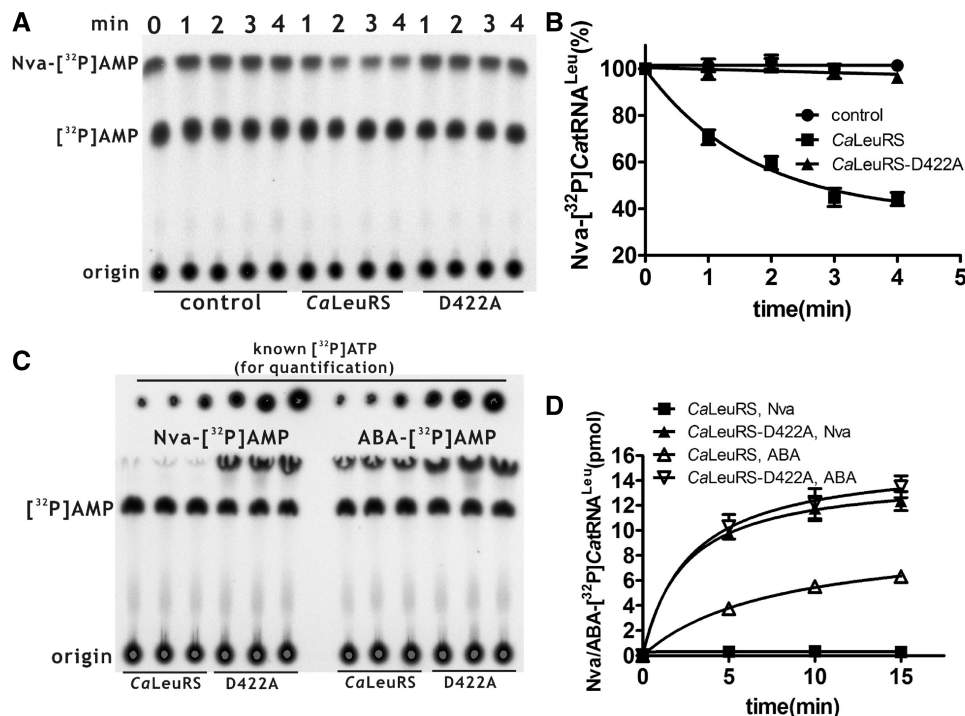 A
min 0 1 2 3 4 1 2 3 4 1 2 3 4
Nva-[³²P]AMP
[³²P]AMP
origin
control CaLeuRS D422A
B
Nva-[³²P]CatRNA^Leu(%)
100
80
60
40
20
0 1 2 3 4 5
time(min)
control
CaLeuRS
CaLeuRS-D422A
C
known [³²P]ATP
(for quantification)
Nva-[³²P]AMP ABA-[³²P]AMP
[³²P]AMP
origin
CaLeuRS D422A CaLeuRS D422A
D
CaLeuRS, Nva
CaLeuRS-D422A, Nva
CaLeuRS, ABA
CaLeuRS-D422A, ABA
Nva/ABA-[³²P]CatRNA^Leu(pmol)
16
14
12
10
8
6
4
2
0
0 5 10 15
time(min)